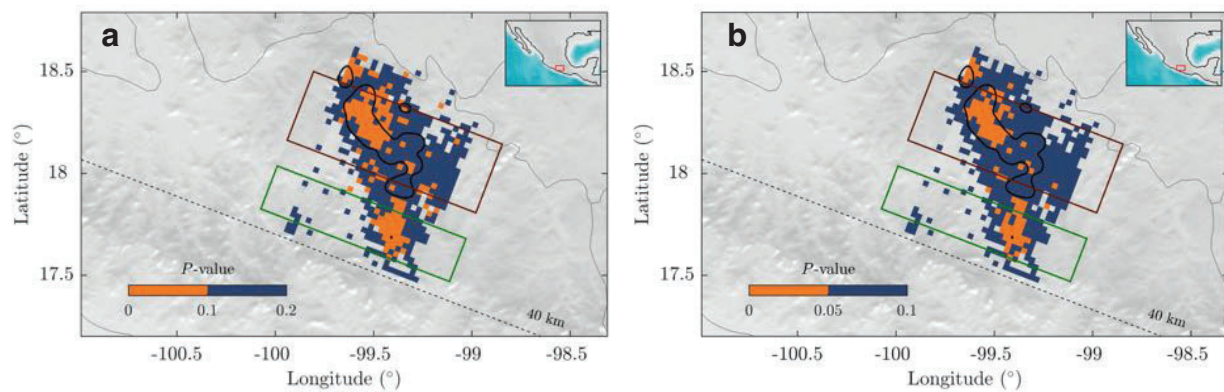 a
b
18.5
18
17.5
Latitude (°)
P-value
0 0.1 0.2
40 km
-100.5 -100 -99.5 -99 -98.5
Longitude (°)
18.5
18
17.5
Latitude (°)
P-value
0 0.05 0.1
40 km
-100.5 -100 -99.5 -99 -98.5
Longitude (°)